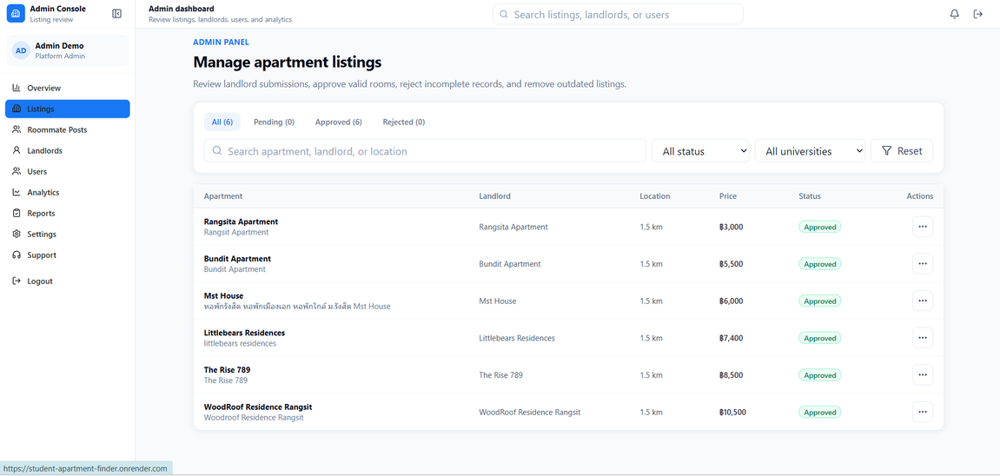 Admin Console
Listing review
AD
Admin Demo
Platform Admin
Overview
Listings
Roommate Posts
Landlords
Users
Analytics
Reports
Settings
Support
Logout
https://student-apartment-finder.onrender.com
Admin dashboard
Review listings, landlords, users, and analytics
Search listings, landlords, or users
ADMIN PANEL
Manage apartment listings
Review landlord submissions, approve valid rooms, reject incomplete records, and remove outdated listings.
All (6) Pending (0) Approved (6) Rejected (0)
Search apartment, landlord, or location All status All universities Reset
Apartment Landlord Location Price Status Actions
Rangsita Apartment
Rangsit Apartment
Rangsita Apartment 1.5 km ฿3,000 Approved
Bundit Apartment
Bundit Apartment
Bundit Apartment 1.5 km ฿5,500 Approved
Mst House
หอพักรังสิต หอพักเมืองเอก หอพักใกล้ ม.รังสิต Mst House
Mst House 1.5 km ฿6,000 Approved
Littlebears Residences
littlebears residences
Littlebears Residences 1.5 km ฿7,400 Approved
The Rise 789
The Rise 789
The Rise 789 1.5 km ฿8,500 Approved
WoodRoof Residence Rangsit
Woodroof Residence Rangsit
WoodRoof Residence Rangsit 1.5 km ฿10,500 Approved